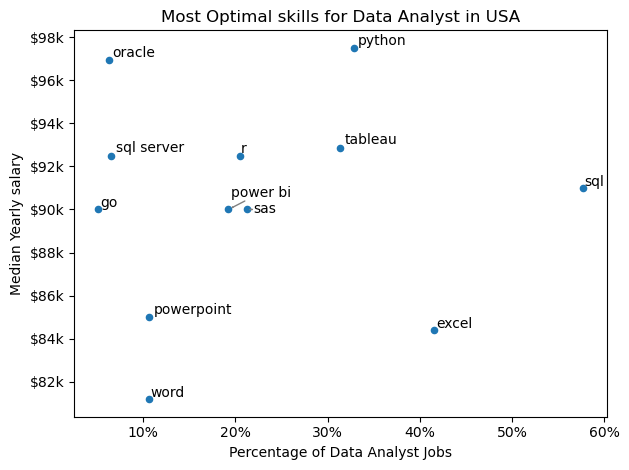 Most Optimal skills for Data Analyst in USA
$98k
python
oracle
$96k
$94k
tableau
sql server
r
$92k
sql
power bi
go
sas
$90k
$88k
$86k
powerpoint
excel
$84k
word
$82k
10%
20%
30%
40%
50%
60%
Percentage of Data Analyst Jobs
Median Yearly salary